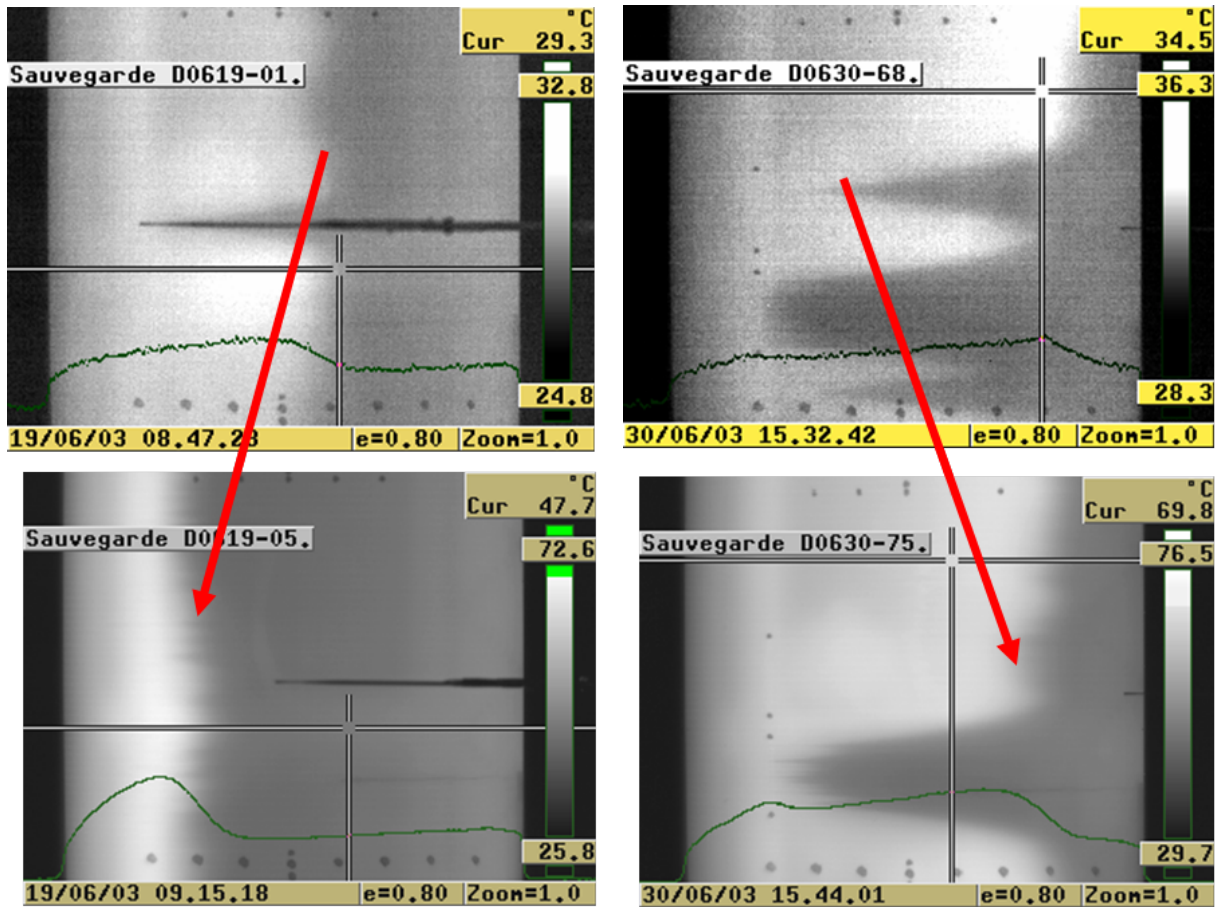 °C
Cur 29.3
Sauvegarde D0619-01.
32.8
24.8
19/06/03 08.47.23 e=0.80 Zoom=1.0
°C
Cur 34.5
Sauvegarde D0630-68.
36.3
28.3
30/06/03 15.32.42 e=0.80 Zoom=1.0
°C
Cur 47.7
Sauvegarde D0619-05.
72.6
25.8
19/06/03 09.15.18 e=0.80 Zoom=1.0
°C
Cur 69.8
Sauvegarde D0630-75.
76.5
29.7
30/06/03 15.44.01 e=0.80 Zoom=1.0